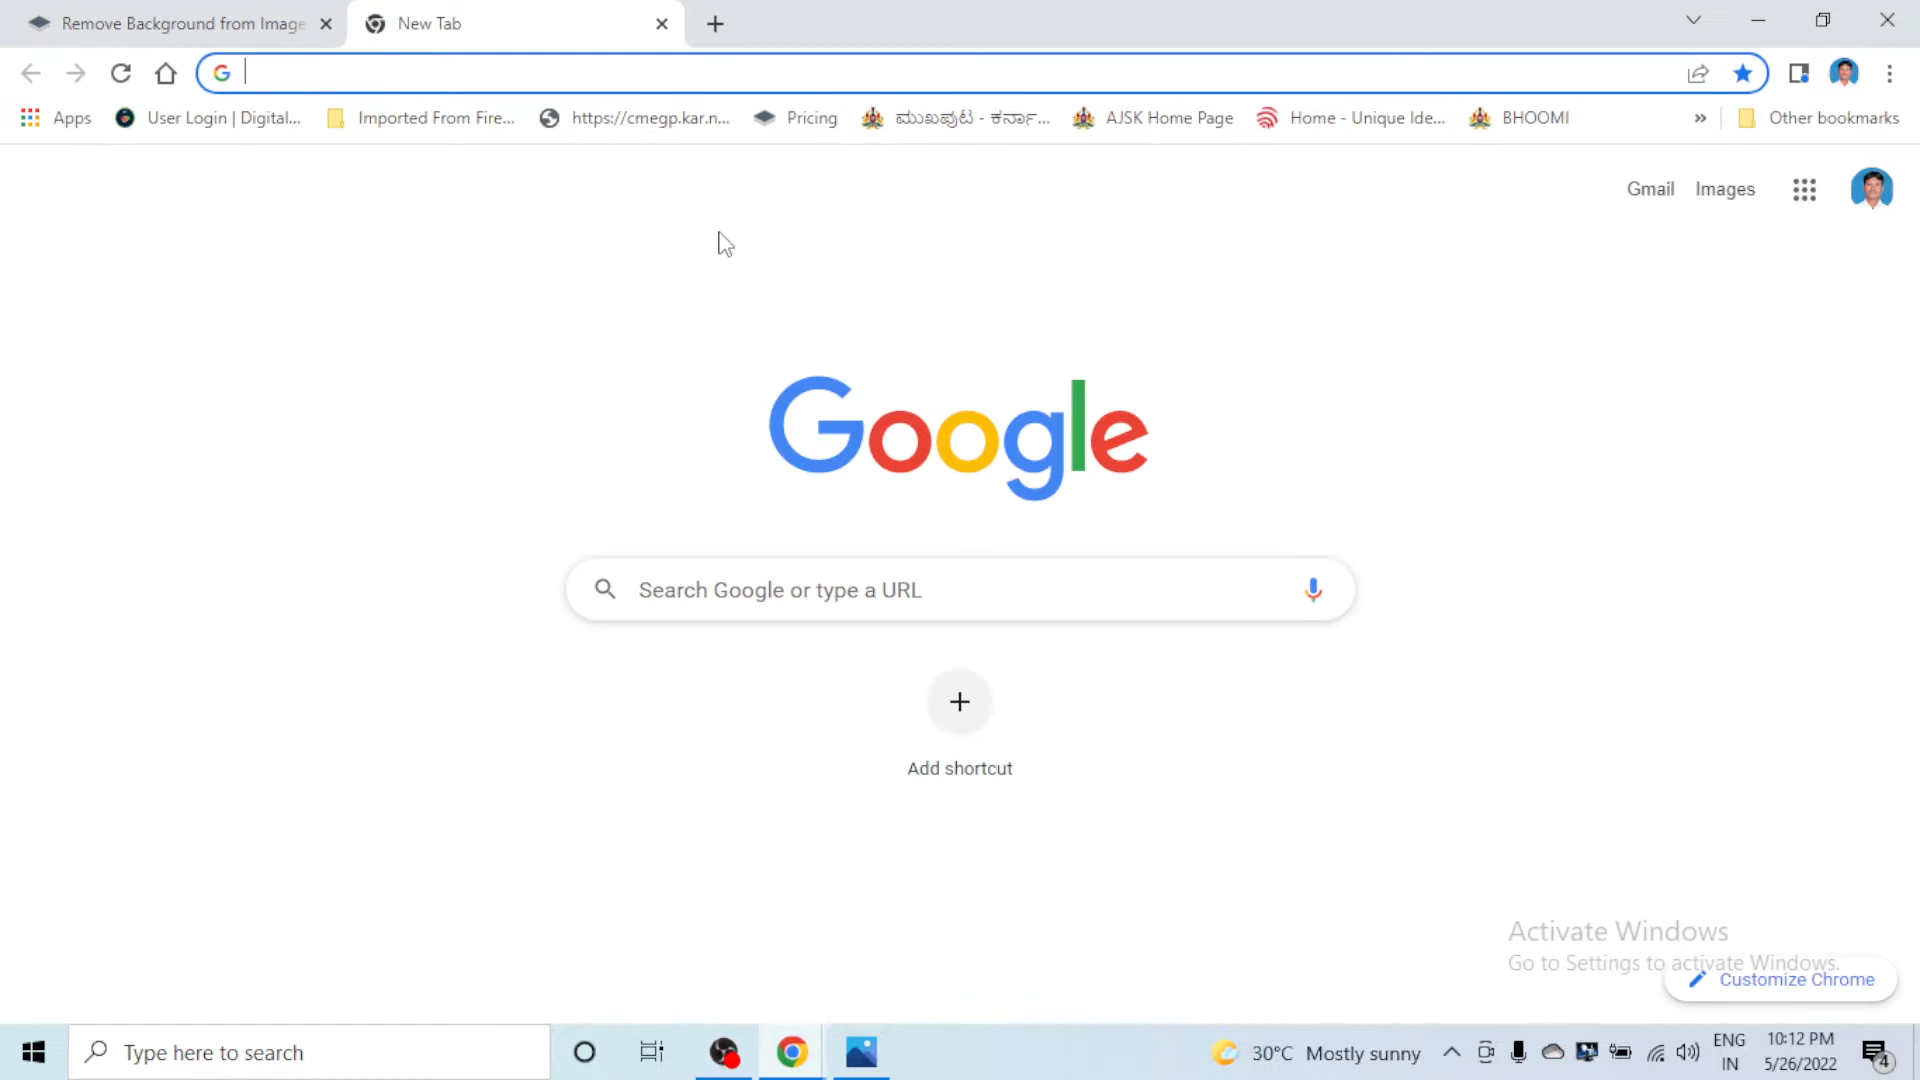 Remove Background from Image
New Tab
Apps
User Login | Digital...
Imported From Fire...
https://cmegp.kar.n...
Pricing
ಮುಖಪುಟ - ಕರ್ನಾ...
AJSK Home Page
Home - Unique Ide...
BHOOMI
»
Other bookmarks
Gmail
Images
Google
Search Google or type a URL
Add shortcut
Activate Windows
Go to Settings to activate Windows.
Customize Chrome
Type here to search
30°C Mostly sunny
ENG
IN
10:12 PM
5/26/2022
4